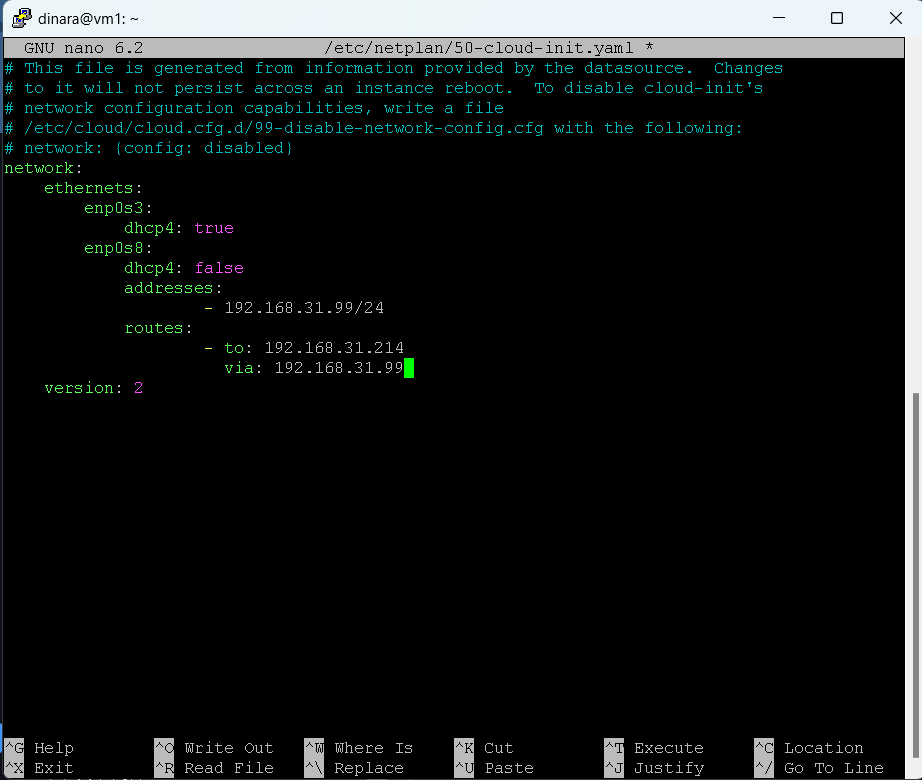 dinara@vm1: ~
GNU nano 6.2 /etc/netplan/50-cloud-init.yaml *
# This file is generated from information provided by the datasource.  Changes
# to it will not persist across an instance reboot.  To disable cloud-init's
# network configuration capabilities, write a file
# /etc/cloud/cloud.cfg.d/99-disable-network-config.cfg with the following:
# network: {config: disabled}
network:
    ethernets:
        enp0s3:
            dhcp4: true
        enp0s8:
            dhcp4: false
            addresses:
                    - 192.168.31.99/24
            routes:
                    - to: 192.168.31.214
                      via: 192.168.31.99
    version: 2
^G Help ^O Write Out ^W Where Is ^K Cut ^T Execute ^C Location
^X Exit ^R Read File ^\ Replace ^U Paste ^J Justify ^/ Go To Line